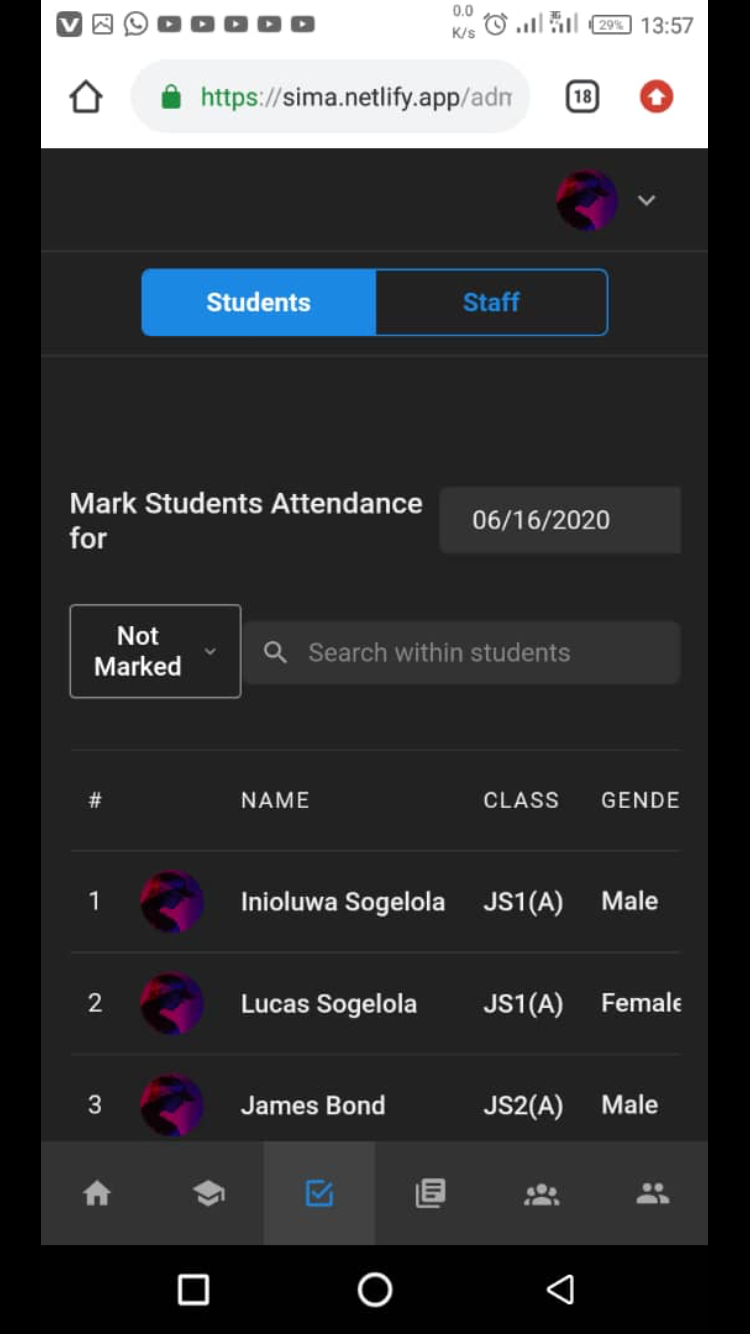 0.0
K/s
3G
29%
13:57
https://sima.netlify.app/adm
18
Students
Staff
Mark Students Attendance
for
06/16/2020
Not
Marked
Search within students
# NAME CLASS GENDE
1 Inioluwa Sogelola JS1(A) Male
2 Lucas Sogelola JS1(A) Female
3 James Bond JS2(A) Male